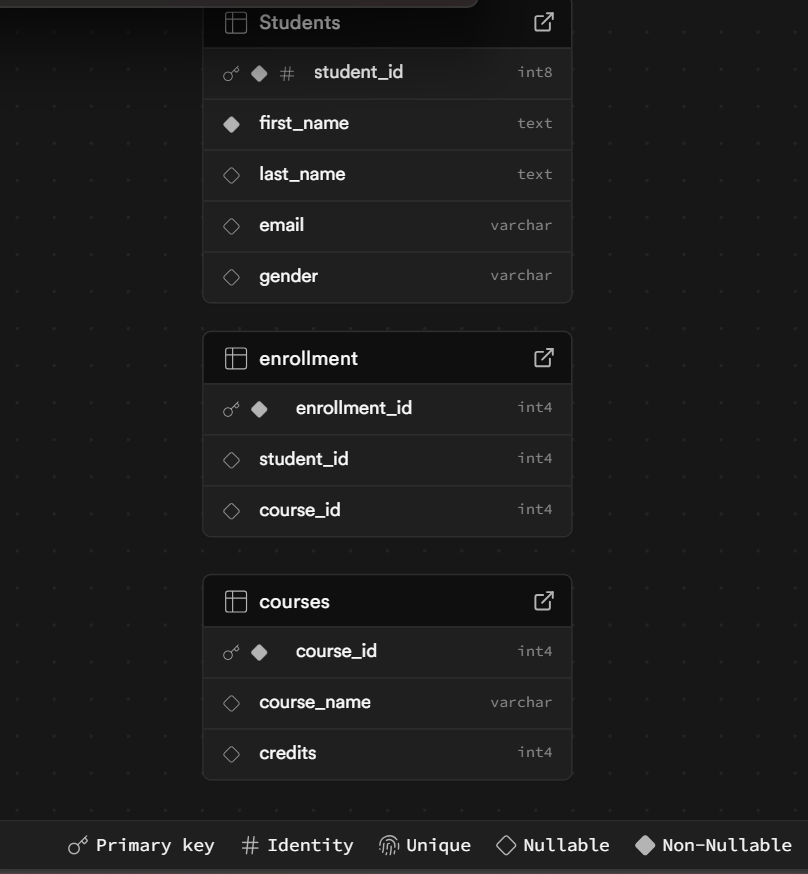 Students
# student_id int8
first_name text
last_name text
email varchar
gender varchar
enrollment
enrollment_id int4
student_id int4
course_id int4
courses
course_id int4
course_name varchar
credits int4
Primary key # Identity Unique Nullable Non-Nullable